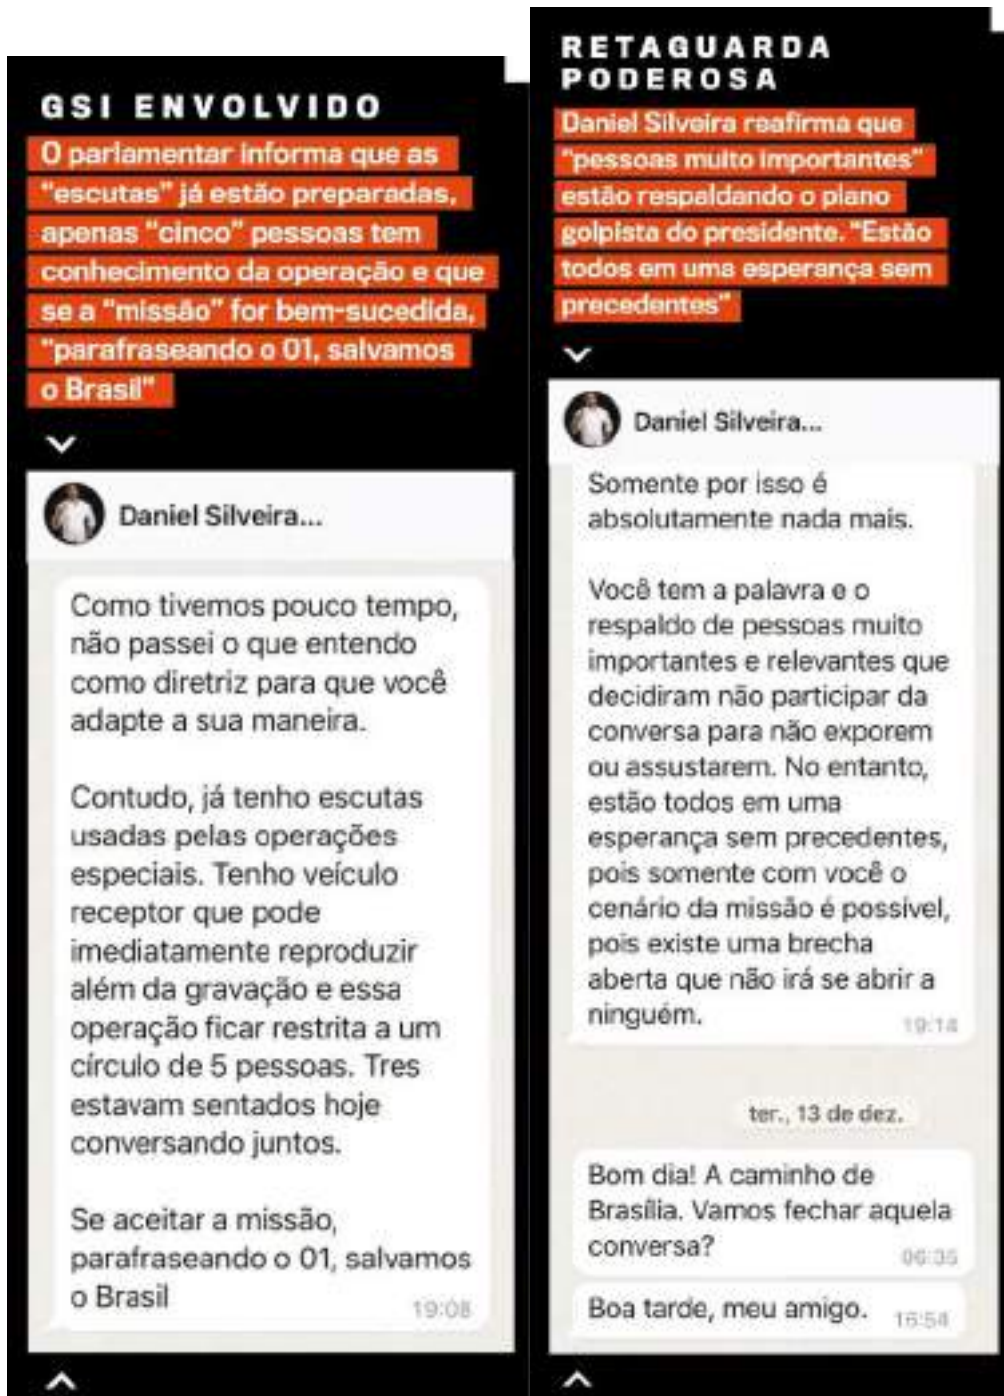 GSI ENVOLVIDO
O parlamentar informa que as
"escutas" já estão preparadas,
apenas "cinco" pessoas tem
conhecimento da operação e que
se a "missão" for bem-sucedida,
"parafraseando o 01, salvamos
o Brasil"
Daniel Silveira...
Como tivemos pouco tempo,
não passei o que entendo
como diretriz para que você
adapte a sua maneira.
Contudo, já tenho escutas
usadas pelas operações
especiais. Tenho veículo
receptor que pode
imediatamente reproduzir
além da gravação e essa
operação ficar restrita a um
círculo de 5 pessoas. Tres
estavam sentados hoje
conversando juntos.
Se aceitar a missão,
parafraseando o 01, salvamos
o Brasil
19:08
RETAGUARDA
PODEROSA
Daniel Silveira reafirma que
"pessoas muito importantes"
estão respaldando o plano
golpista do presidente. "Estão
todos em uma esperança sem
precedentes"
Daniel Silveira...
Somente por isso é
absolutamente nada mais.
Você tem a palavra e o
respaldo de pessoas muito
importantes e relevantes que
decidiram não participar da
conversa para não exporem
ou assustarem. No entanto,
estão todos em uma
esperança sem precedentes,
pois somente com você o
cenário da missão é possível,
pois existe uma brecha
aberta que não irá se abrir a
ninguém.
19:14
ter., 13 de dez.
Bom dia! A caminho de
Brasília. Vamos fechar aquela
conversa?
06:35
Boa tarde, meu amigo.
16:54